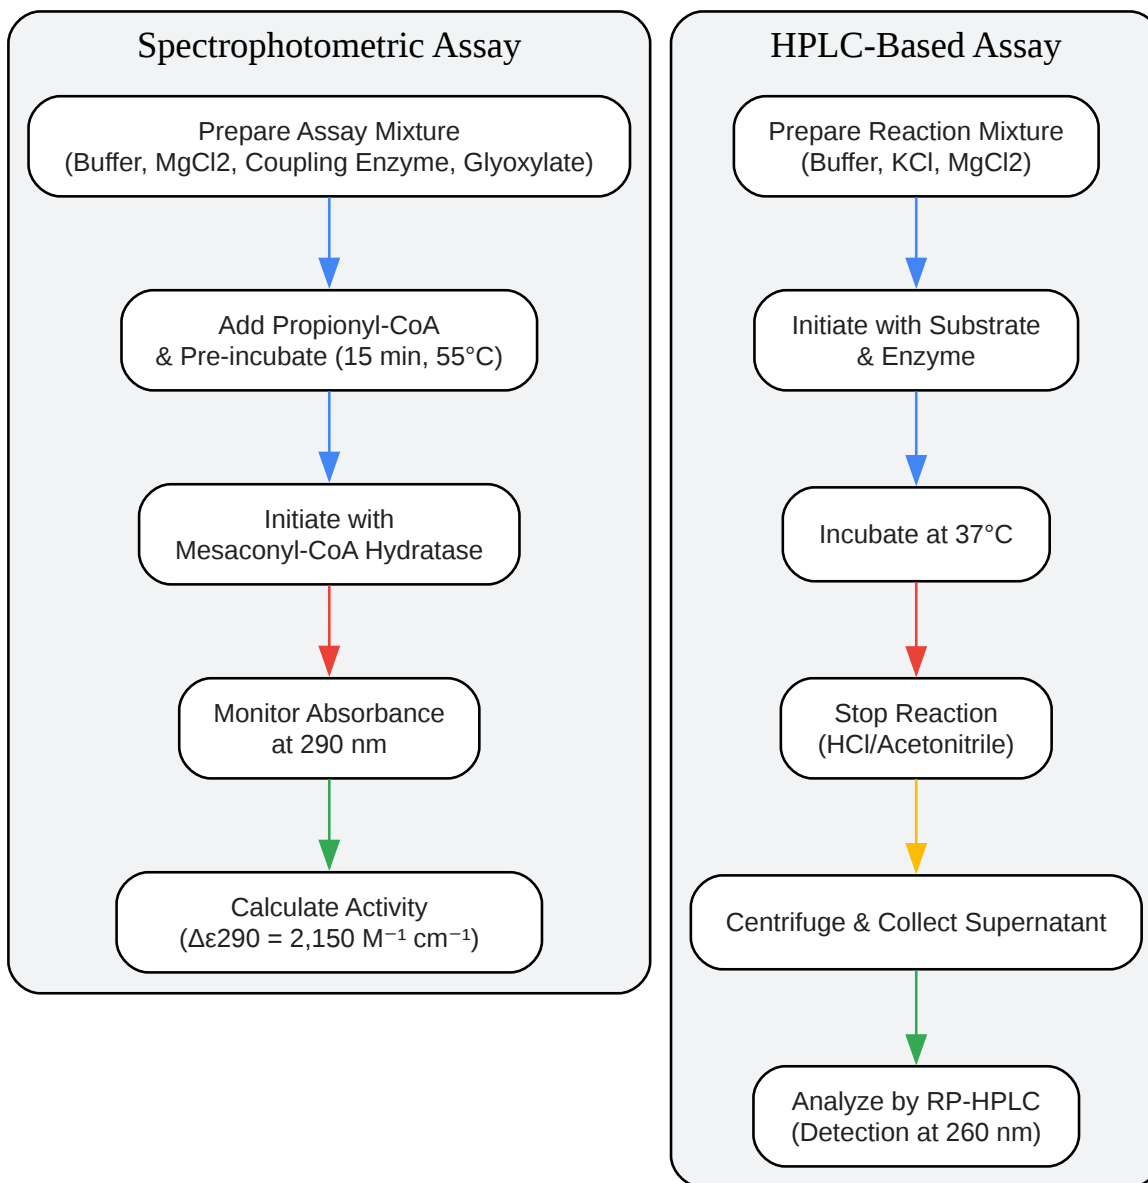 Spectrophotometric Assay
Prepare Assay Mixture
(Buffer, MgCl2, Coupling Enzyme, Glyoxylate)
Add Propionyl-CoA
& Pre-incubate (15 min, 55°C)
Initiate with
Mesaconyl-CoA Hydratase
Monitor Absorbance
at 290 nm
Calculate Activity
(Δε290 = 2,150 M⁻¹ cm⁻¹)
HPLC-Based Assay
Prepare Reaction Mixture
(Buffer, KCl, MgCl2)
Initiate with Substrate
& Enzyme
Incubate at 37°C
Stop Reaction
(HCl/Acetonitrile)
Centrifuge & Collect Supernatant
Analyze by RP-HPLC
(Detection at 260 nm)